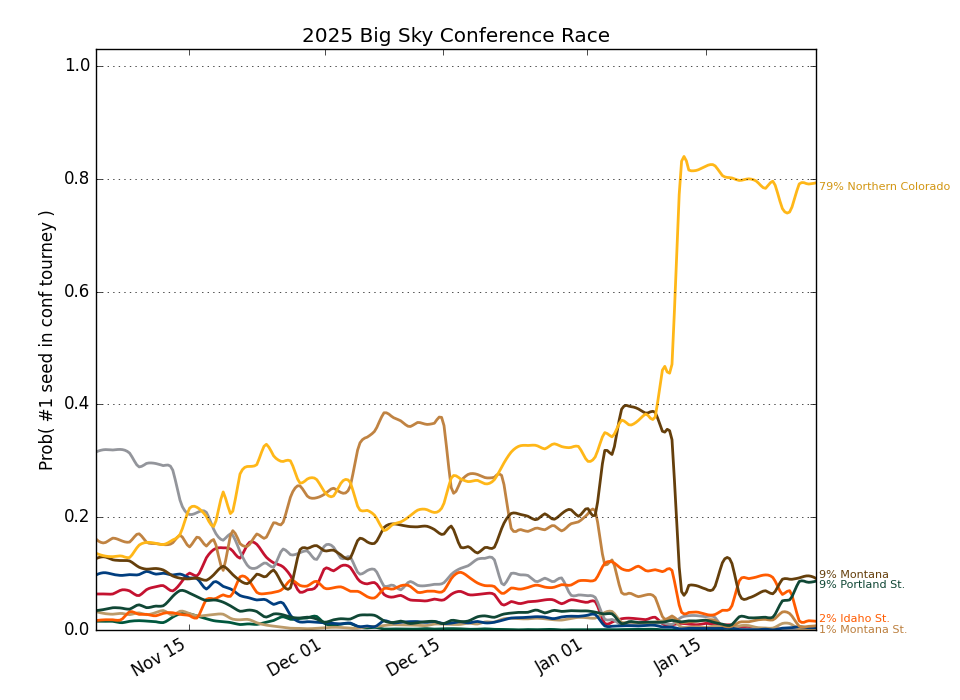 2025 Big Sky Conference Race
Prob( #1 seed in conf tourney )
1.0
0.8
0.6
0.4
0.2
0.0
Nov 15
Dec 01
Dec 15
Jan 01
Jan 15
79% Northern Colorado
9% Montana
9% Portland St.
2% Idaho St.
1% Montana St.